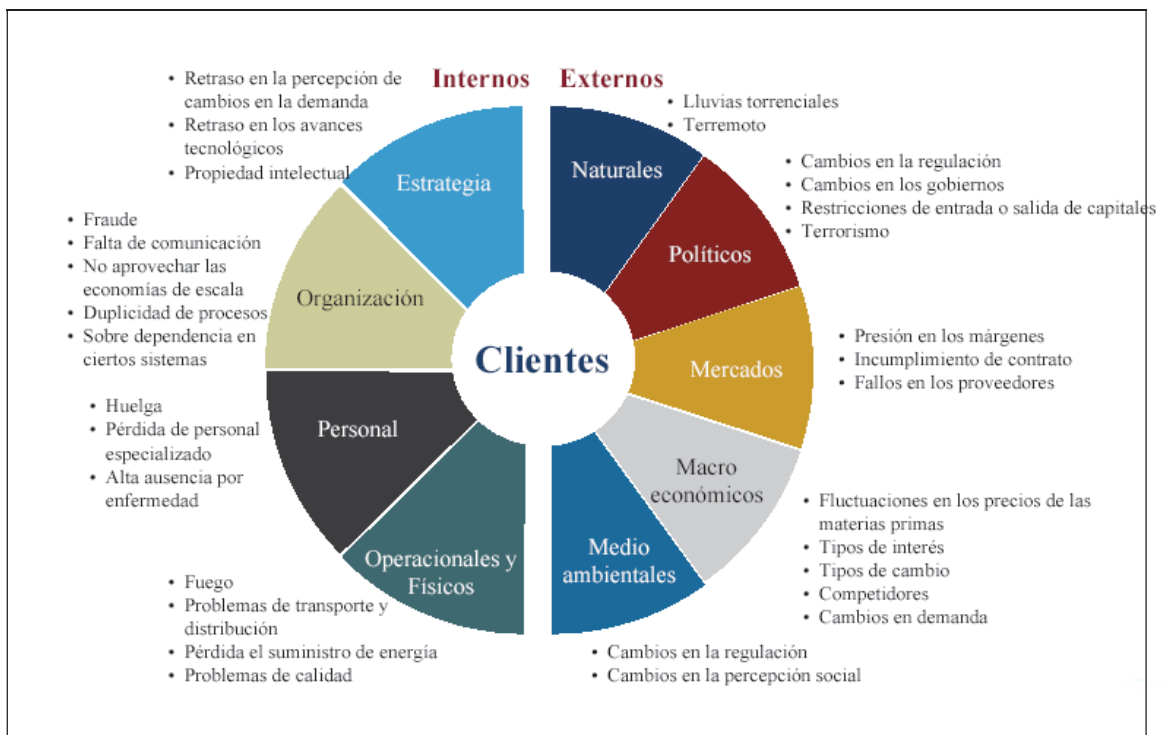 Internos Externos
• Retraso en la percepción de
cambios en la demanda
• Retraso en los avances
tecnológicos
• Propiedad intelectual
Estrategia
• Fraude
• Falta de comunicación
• No aprovechar las
economías de escala
• Duplicidad de procesos
• Sobre dependencia en
ciertos sistemas
Organización
• Huelga
• Pérdida de personal
especializado
• Alta ausencia por
enfermedad
Personal
• Fuego
• Problemas de transporte y
distribución
• Pérdida el suministro de energía
• Problemas de calidad
Operacionales y
Físicos
Clientes
Naturales
• Lluvias torrenciales
• Terremoto
Políticos
• Cambios en la regulación
• Cambios en los gobiernos
• Restricciones de entrada o salida de capitales
• Terrorismo
Mercados
• Presión en los márgenes
• Incumplimiento de contrato
• Fallos en los proveedores
Macro
económicos
• Fluctuaciones en los precios de las
materias primas
• Tipos de interés
• Tipos de cambio
• Competidores
• Cambios en demanda
Medio
ambientales
• Cambios en la regulación
• Cambios en la percepción social